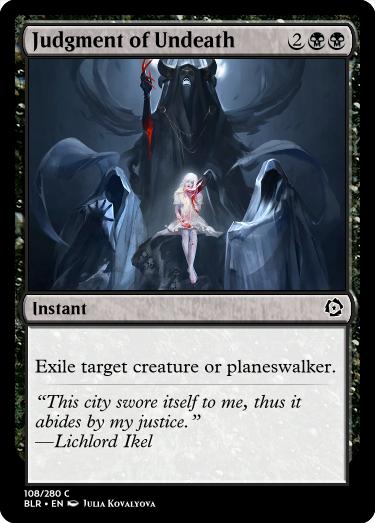 Judgment of Undeath 2
Instant
Exile target creature or planeswalker.
“This city swore itself to me, thus it
abides by my justice.”
—Lichlord Ikel
108/280 C
BLR • EN Julia Kovalyova